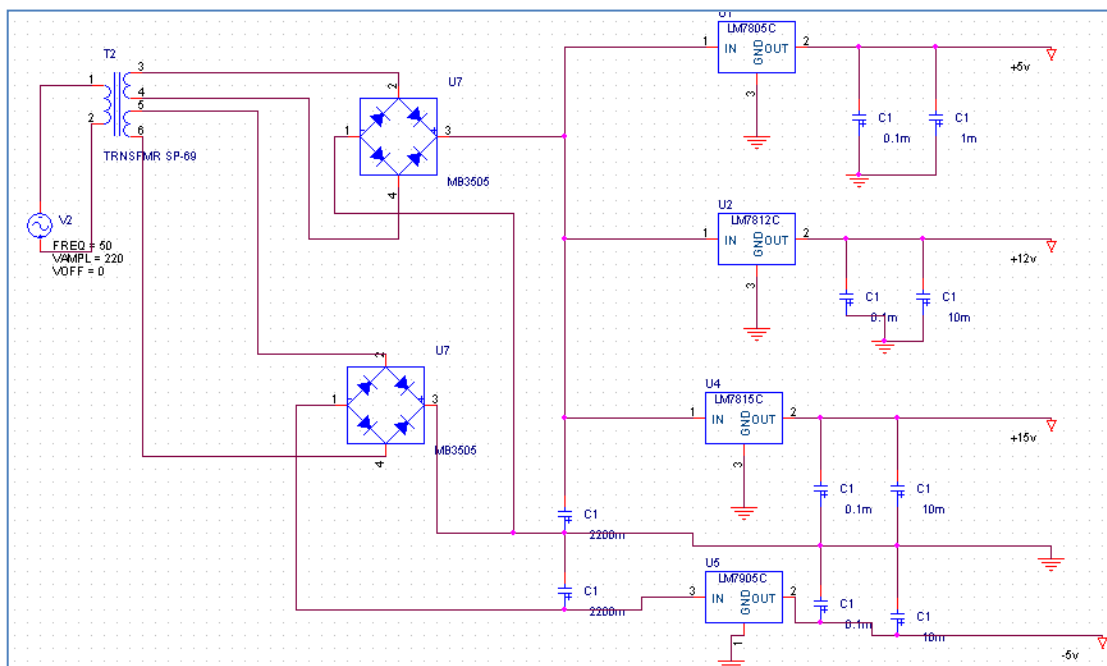 U1
LM7805C
1 IN OUT 2
GND
3
+5v
C1
0.1m
C1
1m
T2
1
2
3
4
5
6
TRNSFMR SP-69
U7
2
1 - + 3
4
MB3505
V2
FREQ = 50
VAMPL = 220
VOFF = 0
U2
LM7812C
1 IN OUT 2
GND
3
+12v
C1
0.1m
C1
10m
U7
2
1 - + 3
4
MB3505
U4
LM7815C
1 IN OUT 2
GND
3
+15v
C1
0.1m
C1
10m
C1
2200m
C1
2200m
U5
LM7905C
3 IN OUT 2
GND
1
C1
0.1m
C1
10m
-5v